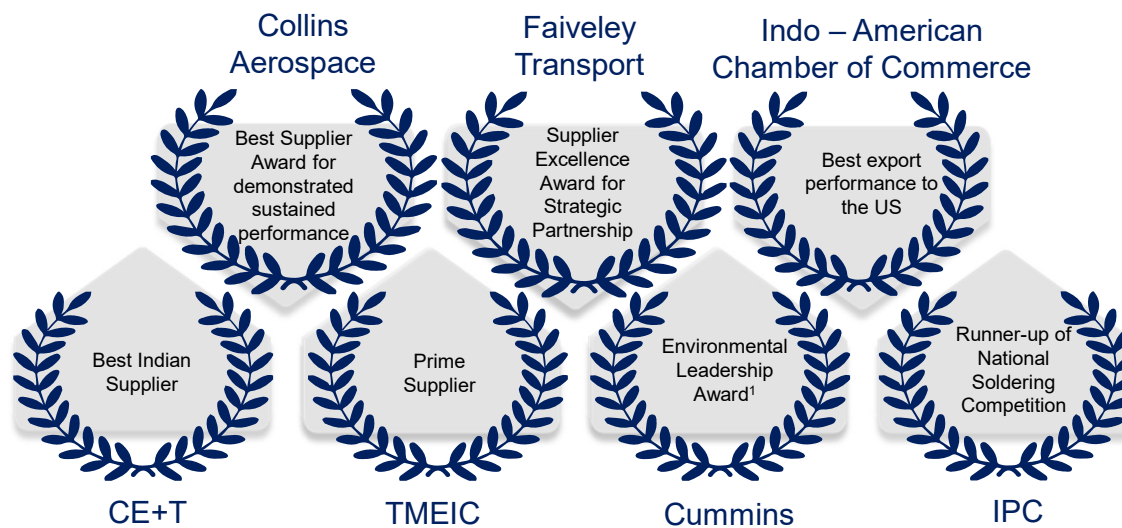 Collins
Aerospace
Faiveley
Transport
Indo – American
Chamber of Commerce
Best Supplier
Award for
demonstrated
sustained
performance
Supplier
Excellence
Award for
Strategic
Partnership
Best export
performance to
the US
Best Indian
Supplier
Prime
Supplier
Environmental
Leadership
Award¹
Runner-up of
National
Soldering
Competition
CE+T
TMEIC
Cummins
IPC